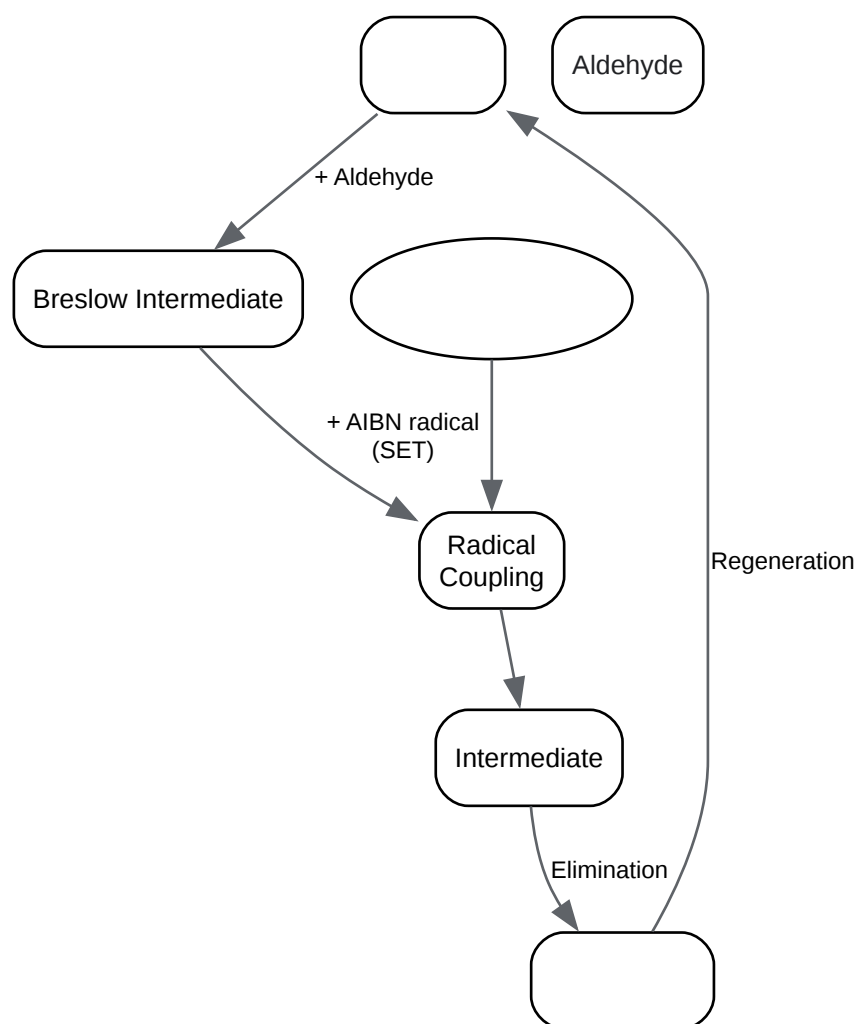 Aldehyde
+ Aldehyde
Breslow Intermediate
+ AIBN radical
(SET)
Radical
Coupling
Regeneration
Intermediate
Elimination